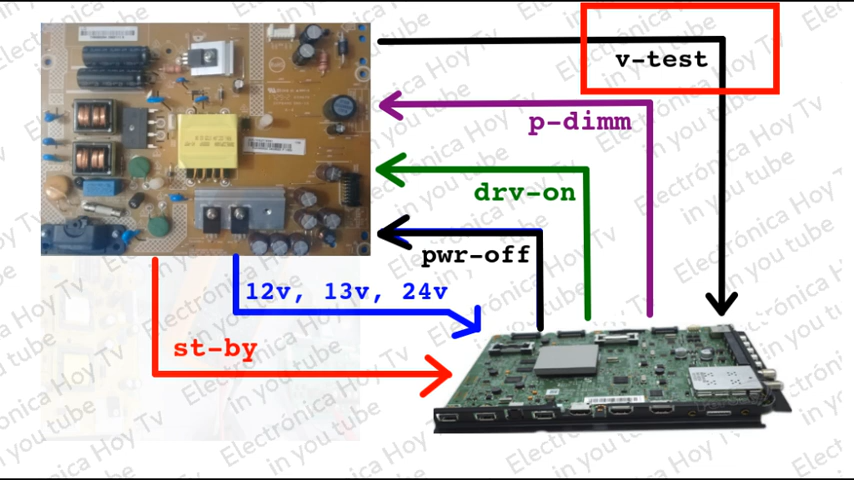 v-test
p-dimm
drv-on
pwr-off
12v, 13v, 24v
st-by
Electrónica Hoy Tv
in you tube